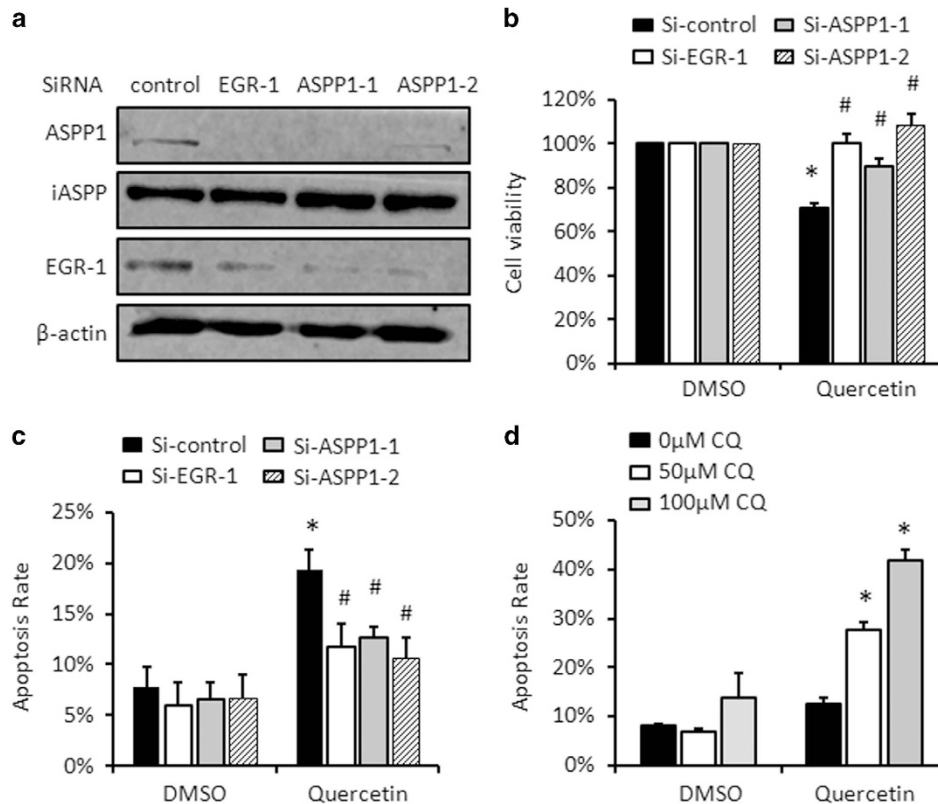 a
SiRNA control EGR-1 ASPP1-1 ASPP1-2
ASPP1
iASPP
EGR-1
β-actin
b
Si-control Si-ASPP1-1
Si-EGR-1 Si-ASPP1-2
Cell viability
120%
100%
80%
60%
40%
20%
0%
* # # #
DMSO Quercetin
c
Si-control Si-ASPP1-1
Si-EGR-1 Si-ASPP1-2
Apoptosis Rate
25%
20%
15%
10%
5%
0%
* # # #
DMSO Quercetin
d
0μM CQ
50μM CQ
100μM CQ
Apoptosis Rate
50%
40%
30%
20%
10%
0%
* *
DMSO Quercetin